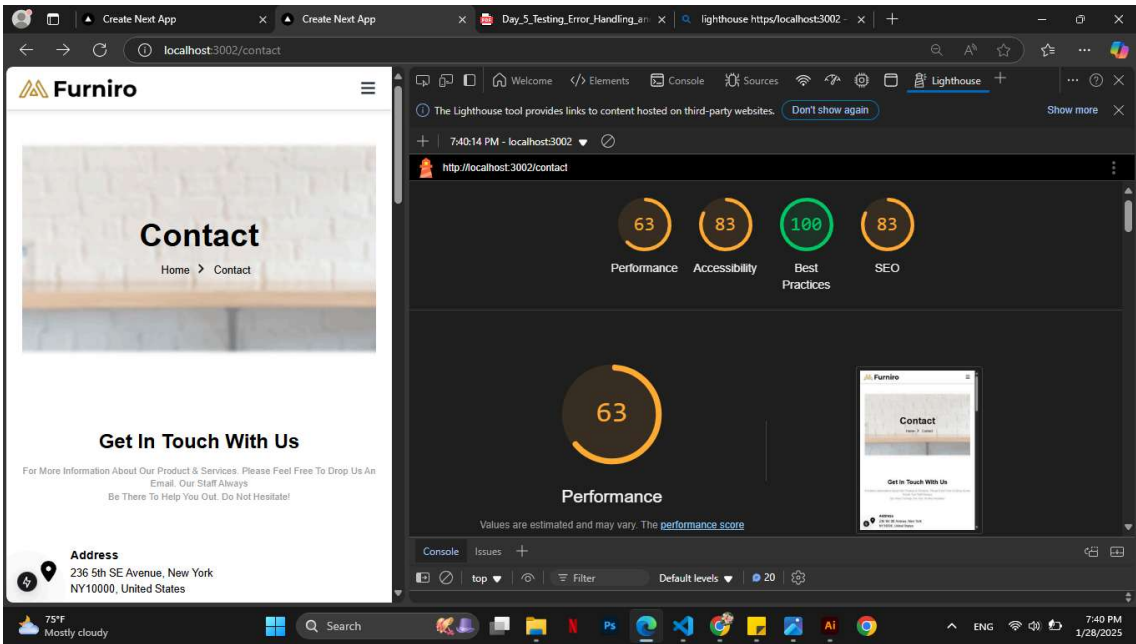 Create Next App
Create Next App
Day_5_Testing_Error_Handling_an
lighthouse https/localhost:3002 -
localhost:3002/contact
Furniro
Contact
Home > Contact
Get In Touch With Us
For More Information About Our Product & Services. Please Feel Free To Drop Us An
Email. Our Staff Always
Be There To Help You Out. Do Not Hesitate!
Address
236 5th SE Avenue, New York
NY10000, United States
Welcome </> Elements Console Sources Lighthouse
The Lighthouse tool provides links to content hosted on third-party websites. Don't show again Show more
7:40:14 PM - localhost:3002
http://localhost:3002/contact
63 83 100 83
Performance Accessibility Best Practices SEO
63
Performance
Values are estimated and may vary. The performance score
Furniro
Contact
Home > Contact
Get In Touch With Us
Address
Console Issues
top Filter Default levels 20
75°F
Mostly cloudy
Search
N Ps Ai
ENG
7:40 PM
1/28/2025